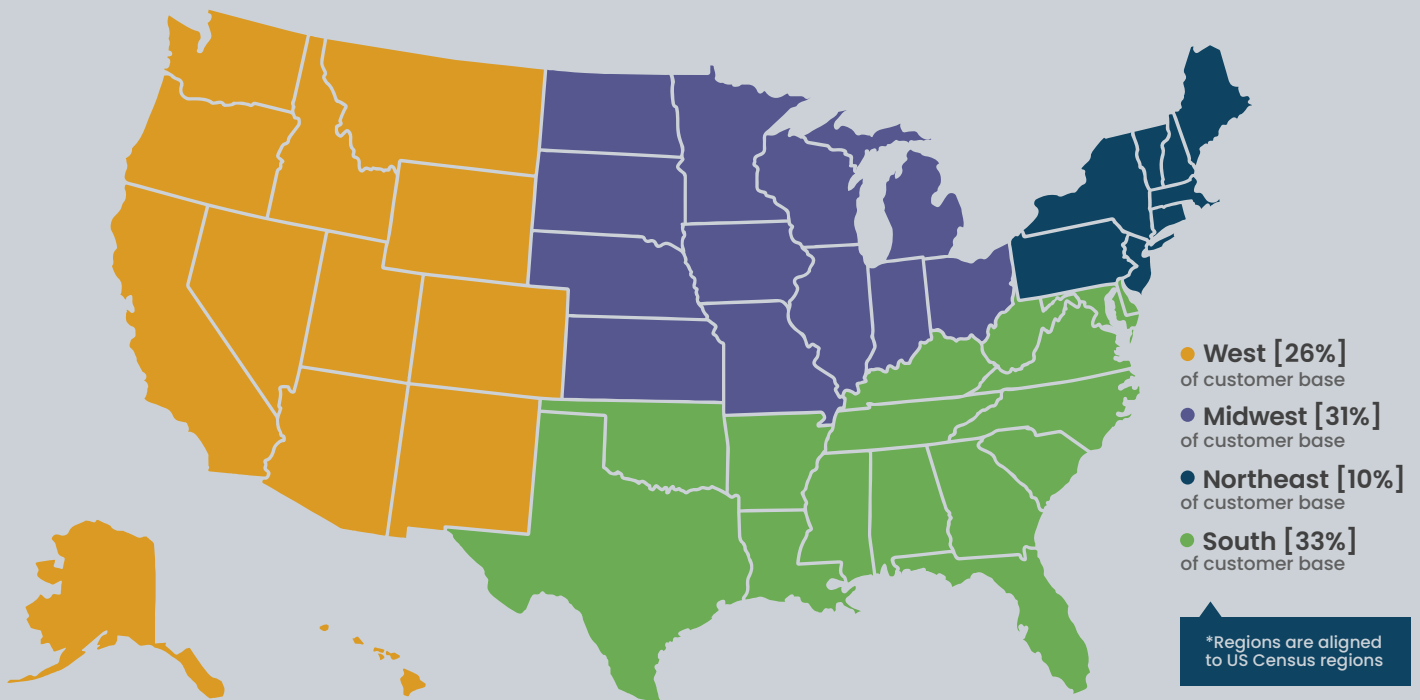 West [26%]
of customer base
Midwest [31%]
of customer base
Northeast [10%]
of customer base
South [33%]
of customer base
*Regions are aligned
to US Census regions